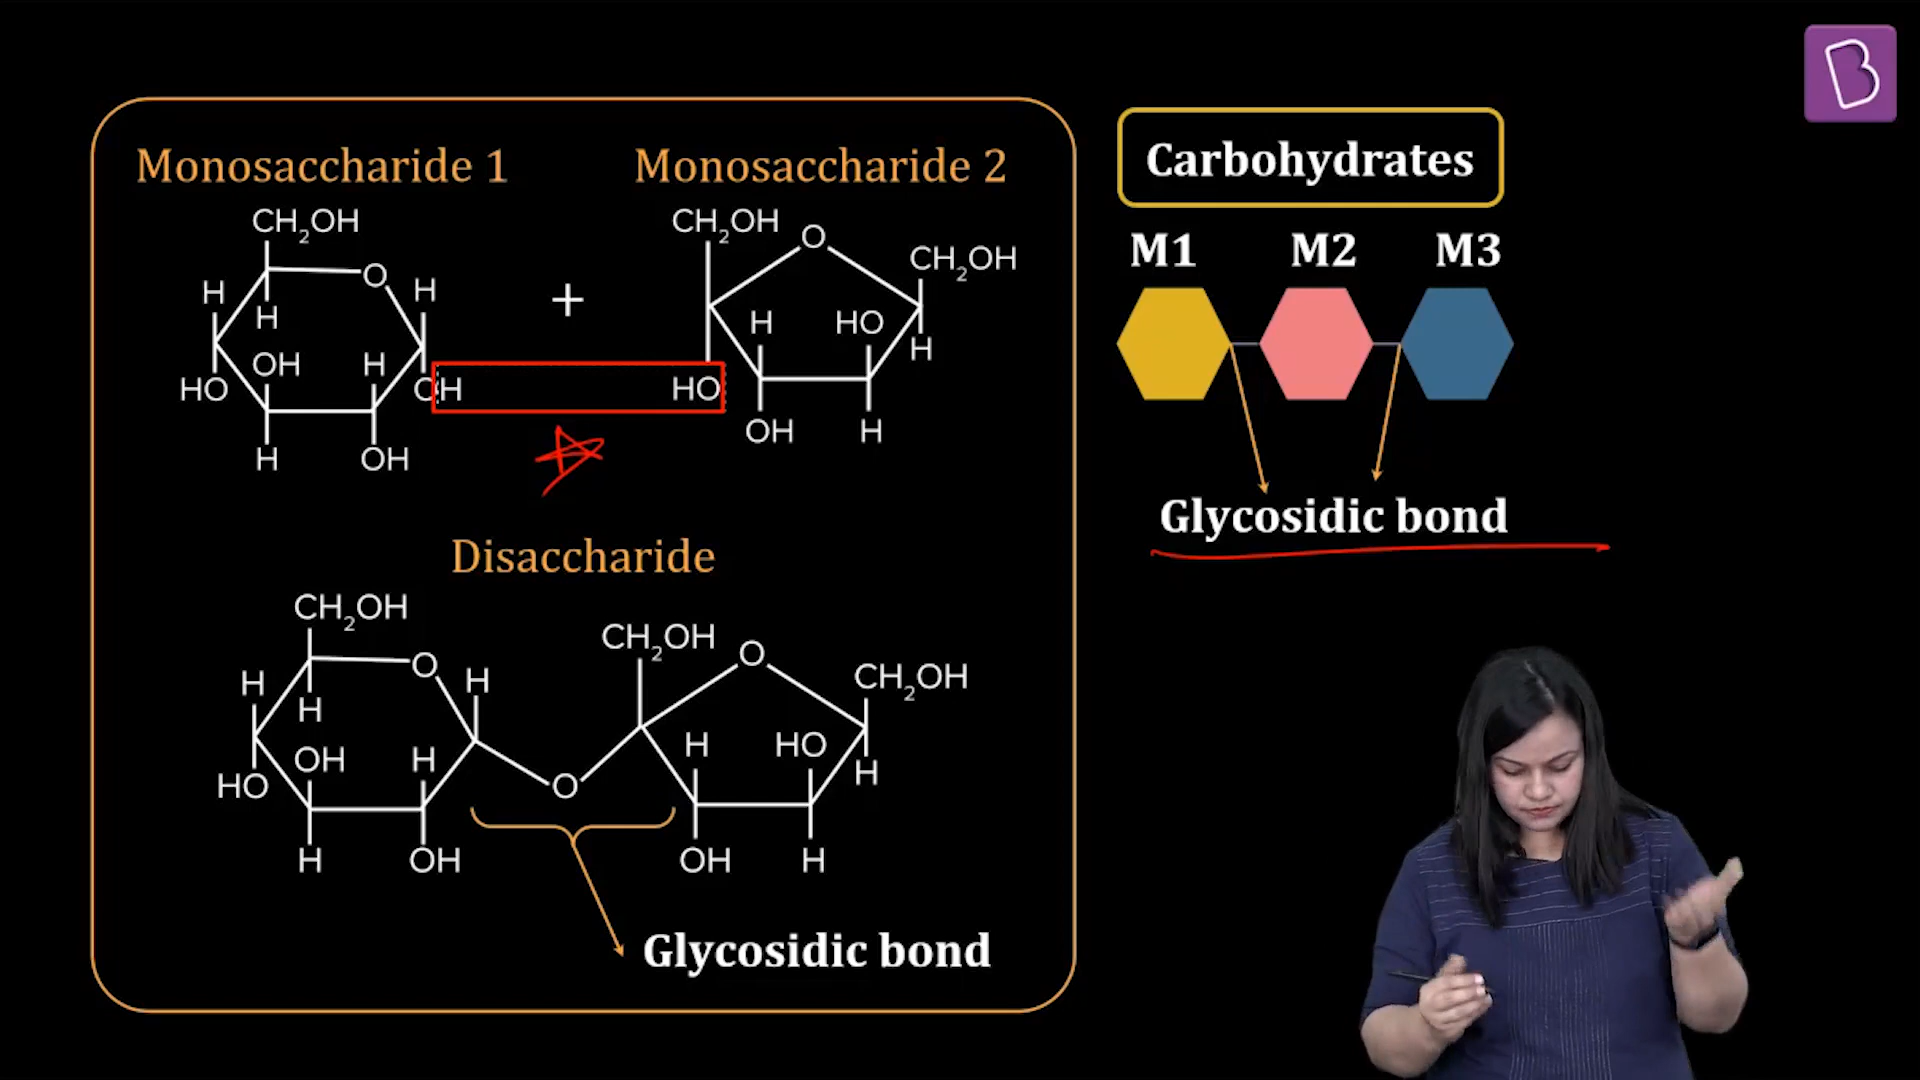 Monosaccharide 1
Monosaccharide 2
CH2OH
O
H
H
H
OH
H
HO
OH
H
OH
+
CH2OH
O
CH2OH
H
HO
H
HO
OH
H
Disaccharide
CH2OH
O
H
H
H
OH
H
HO
H
OH
O
CH2OH
O
CH2OH
H
HO
H
OH
H
Glycosidic bond
Carbohydrates
M1 M2 M3
Glycosidic bond
B